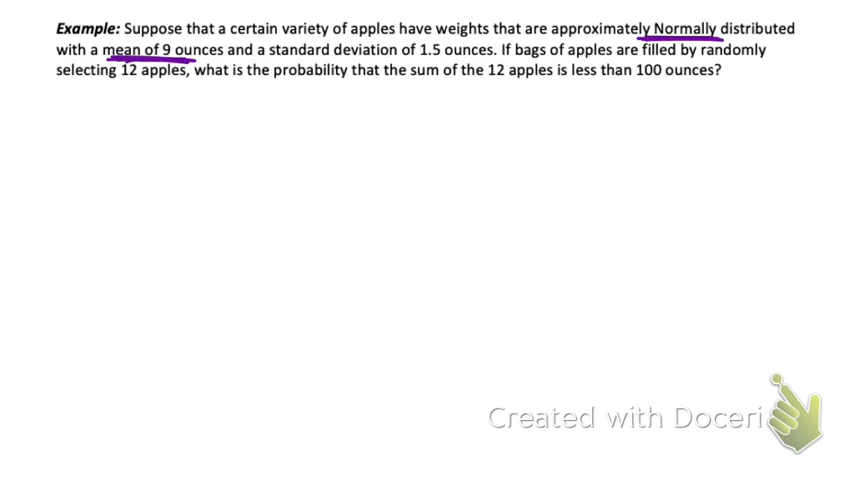 Example: Suppose that a certain variety of apples have weights that are approximately Normally distributed
with a mean of 9 ounces and a standard deviation of 1.5 ounces. If bags of apples are filled by randomly
selecting 12 apples, what is the probability that the sum of the 12 apples is less than 100 ounces?
Created with Doceri